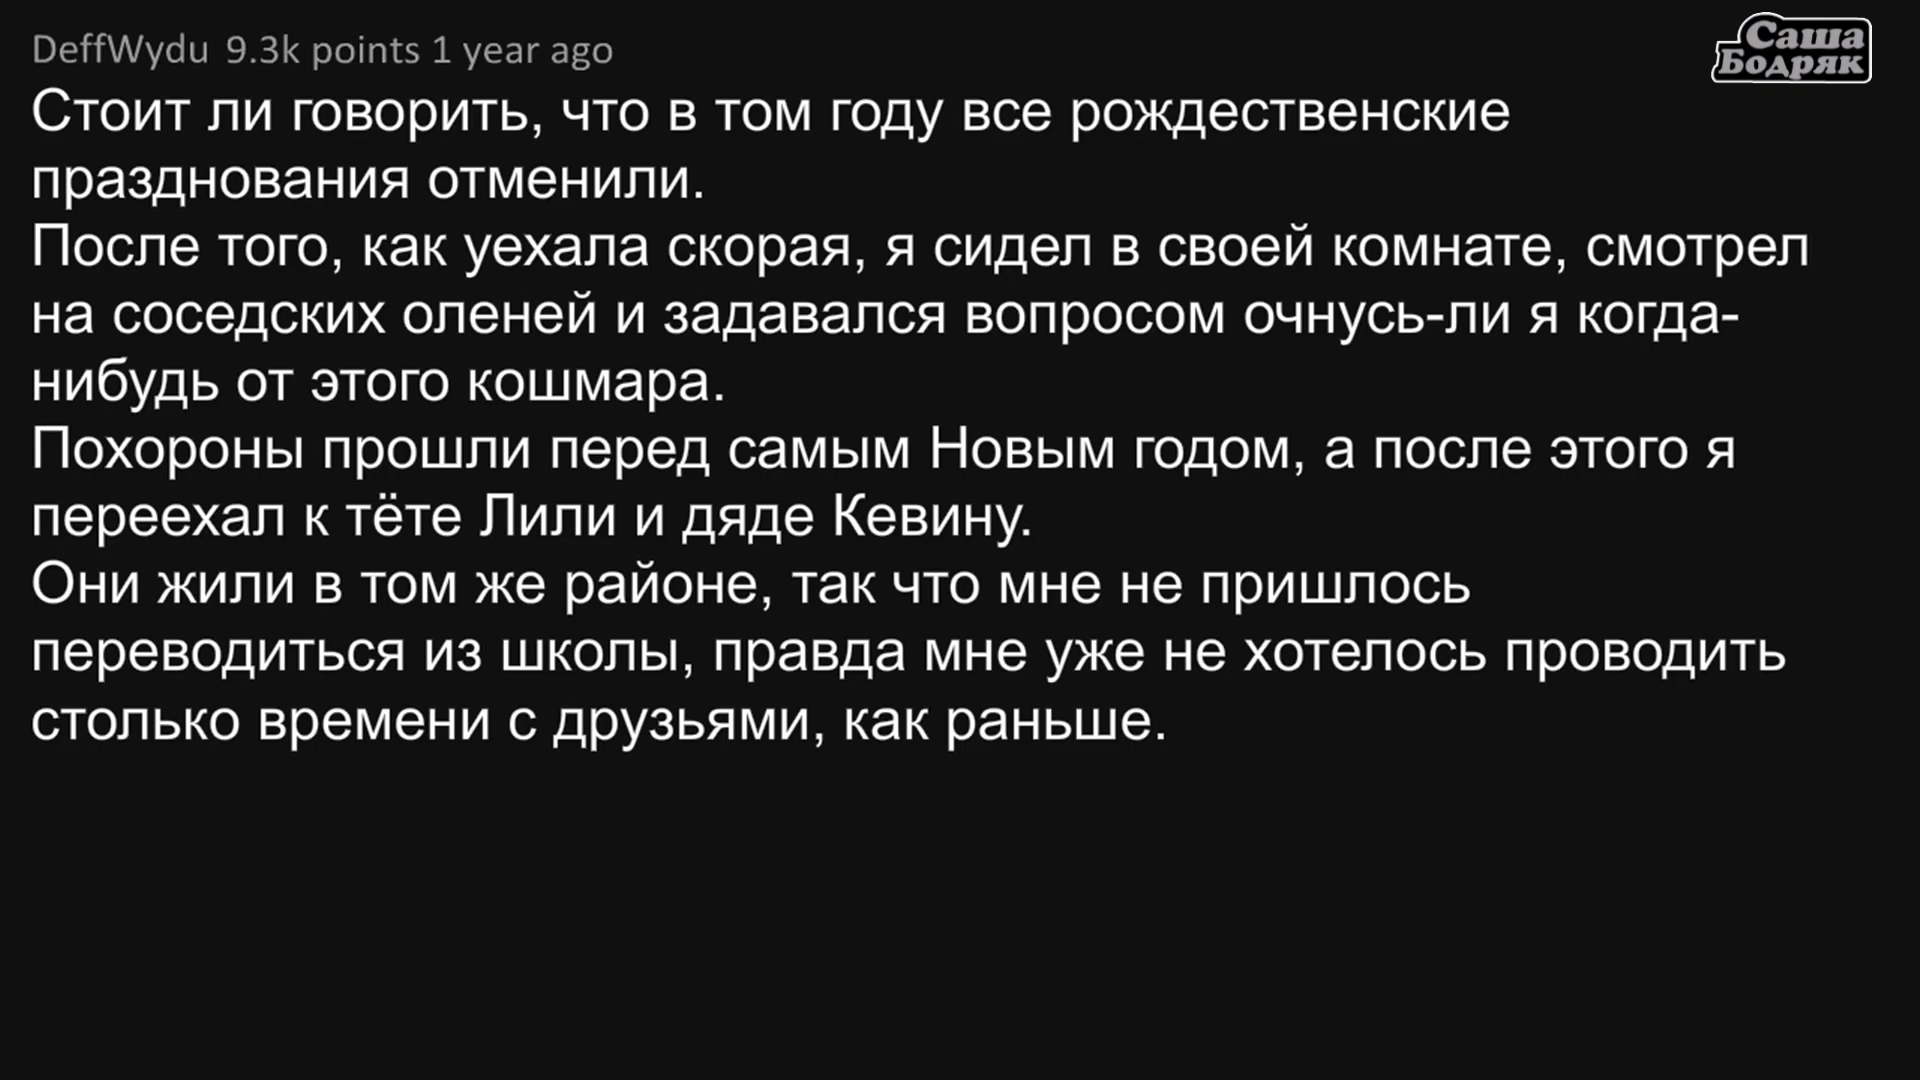 DeffWydu 9.3k points 1 year ago
Саша
Бодряк
Стоит ли говорить, что в том году все рождественские
празднования отменили.
После того, как уехала скорая, я сидел в своей комнате, смотрел
на соседских оленей и задавался вопросом очнусь-ли я когда-
нибудь от этого кошмара.
Похороны прошли перед самым Новым годом, а после этого я
переехал к тёте Лили и дяде Кевину.
Они жили в том же районе, так что мне не пришлось
переводиться из школы, правда мне уже не хотелось проводить
столько времени с друзьями, как раньше.